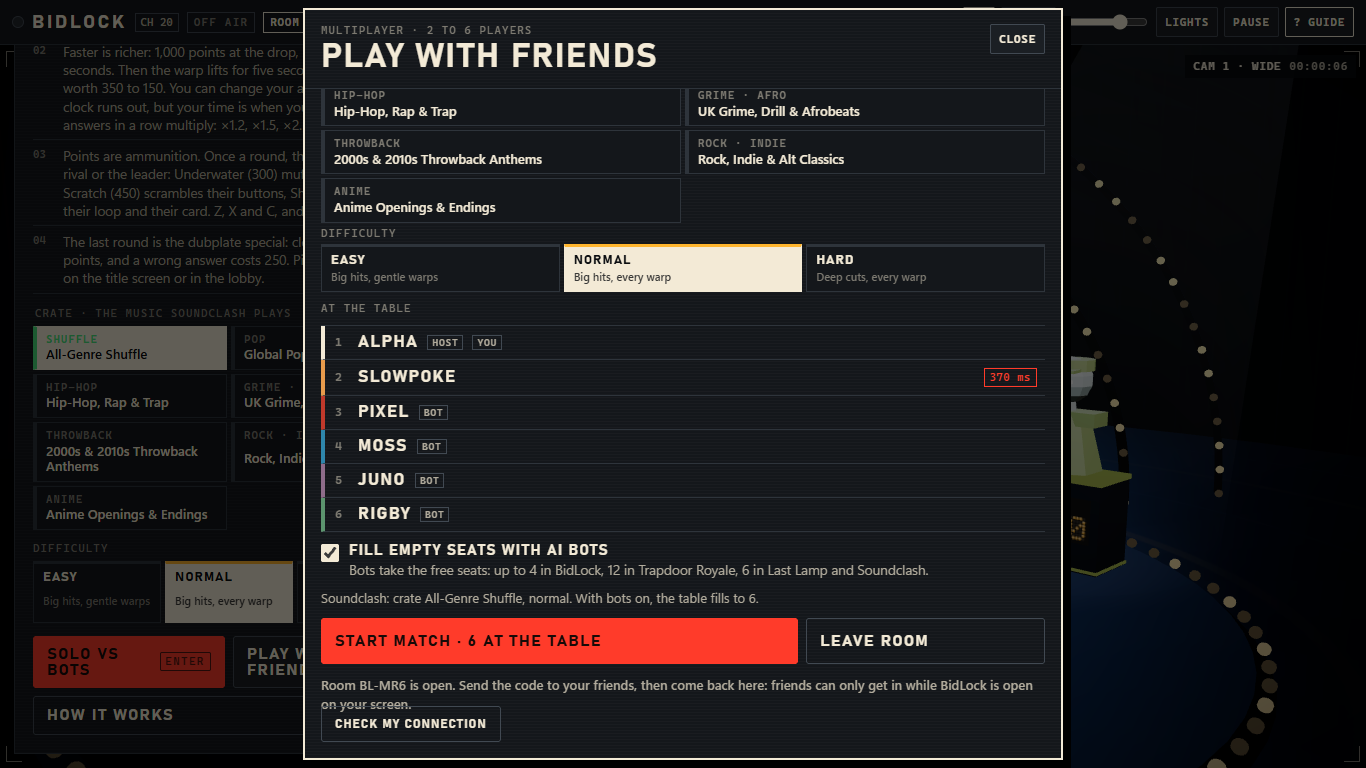 BIDLOCK CH 20 OFF AIR ROOM
LIGHTS PAUSE ? GUIDE
CAM 1 · WIDE 00:00:06
02 Faster is richer: 1,000 points at the drop,
seconds. Then the warp lifts for five seco
worth 350 to 150. You can change your a
clock runs out, but your time is when yo
answers in a row multiply: ×1.2, ×1.5, ×2.
03 Points are ammunition. Once a round, th
rival or the leader: Underwater (300) mut
Scratch (450) scrambles their buttons, Sh
their loop and their card. Z, X and C, and
04 The last round is the dubplate special: cl
points, and a wrong answer costs 250. Pi
on the title screen or in the lobby.
CRATE · THE MUSIC SOUNDCLASH PLAYS
SHUFFLE
All-Genre Shuffle
POP
Global Po
HIP-HOP
Hip-Hop, Rap & Trap
GRIME ·
UK Grime,
THROWBACK
2000s & 2010s Throwback
Anthems
ROCK · I
Rock, Indi
ANIME
Anime Openings & Endings
DIFFICULTY
EASY
Big hits, gentle warps
NORMAL
Big hits, every warp
SOLO VS
BOTS
ENTER
PLAY W
FRIEN
HOW IT WORKS
MULTIPLAYER · 2 TO 6 PLAYERS
PLAY WITH FRIENDS
CLOSE
HIP-HOP
Hip-Hop, Rap & Trap
GRIME · AFRO
UK Grime, Drill & Afrobeats
THROWBACK
2000s & 2010s Throwback Anthems
ROCK · INDIE
Rock, Indie & Alt Classics
ANIME
Anime Openings & Endings
DIFFICULTY
EASY
Big hits, gentle warps
NORMAL
Big hits, every warp
HARD
Deep cuts, every warp
AT THE TABLE
1 ALPHA HOST YOU
2 SLOWPOKE 370 ms
3 PIXEL BOT
4 MOSS BOT
5 JUNO BOT
6 RIGBY BOT
FILL EMPTY SEATS WITH AI BOTS
Bots take the free seats: up to 4 in BidLock, 12 in Trapdoor Royale, 6 in Last Lamp and Soundclash.
Soundclash: crate All-Genre Shuffle, normal. With bots on, the table fills to 6.
START MATCH · 6 AT THE TABLE
LEAVE ROOM
Room BL-MR6 is open. Send the code to your friends, then come back here: friends can only get in while BidLock is open
on your screen.
CHECK MY CONNECTION